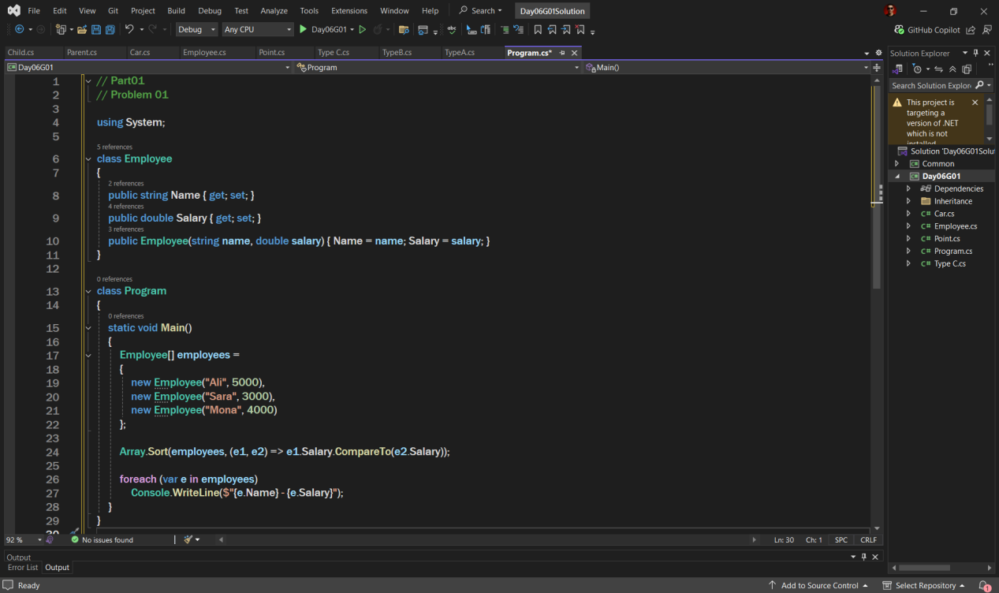 File Edit View Git Project Build Debug Test Analyze Tools Extensions Window Help Search Day06G01Solution
Debug Any CPU Day06G01 GitHub Copilot
Child.cs Parent.cs Car.cs Employee.cs Point.cs Type C.cs TypeB.cs TypeA.cs Program.cs*
Day06G01 Program Main()
1 // Part01
2 // Problem 01
3
4 using System;
5
5 references
6 class Employee
7 {
2 references
8 public string Name { get; set; }
4 references
9 public double Salary { get; set; }
3 references
10 public Employee(string name, double salary) { Name = name; Salary = salary; }
11 }
12
0 references
13 class Program
14 {
0 references
15 static void Main()
16 {
17 Employee[] employees =
18 {
19 new Employee("Ali", 5000),
20 new Employee("Sara", 3000),
21 new Employee("Mona", 4000)
22 };
23
24 Array.Sort(employees, (e1, e2) => e1.Salary.CompareTo(e2.Salary));
25
26 foreach (var e in employees)
27 Console.WriteLine($"{e.Name} - {e.Salary}");
28 }
29 }
30
92 % No issues found Ln: 30 Ch: 1 SPC CRLF
Output
Error List Output
Solution Explorer
Search Solution Explor
This project is
targeting a
version of .NET
which is not
installed
Solution 'Day06G01Solu
Common
Day06G01
Dependencies
Inheritance
Car.cs
Employee.cs
Point.cs
Program.cs
Type C.cs
Ready Add to Source Control Select Repository 1